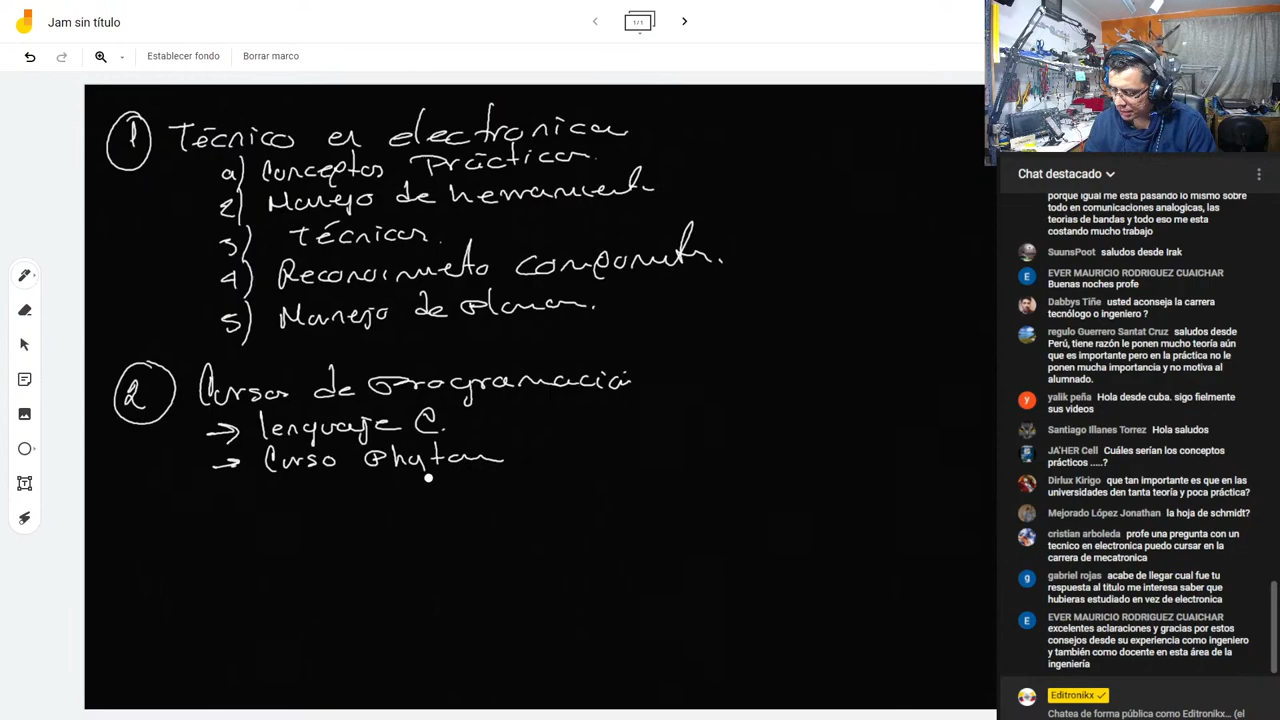 Jam sin título
1/1
Establecer fondo
Borrar marco
1 Técnico en electronica
a) Conceptos Prácticos.
2) Manejo de herramienta
3) Técnicas.
4) Reconocimieto componentes.
5) Manejo de planos.
2 Cursos de programación
→ lenguaje C.
→ Curso Phyton
Chat destacado
porque igual me esta pasando lo mismo sobre
todo en comunicaciones analogicas, las
teorias de bandas y todo eso me esta
costando mucho trabajo
SuunsPoot saludos desde Irak
EVER MAURICIO RODRIGUEZ CUAICHAR
Buenas noches profe
Dabbys Tiñe usted aconseja la carrera
tecnólogo o ingeniero ?
regulo Guerrero Santat Cruz saludos desde
Perú, tiene razón le ponen mucho teoría aún
que es importante pero en la práctica no le
ponen mucha importancia y no motiva al
alumnado.
yalik peña Hola desde cuba. sigo fielmente
sus videos
Santiago Illanes Torrez Hola saludos
JA'HER Cell Cuáles serían los conceptos
prácticos .....?
Dirlux Kirigo que tan importante es que en las
universidades den tanta teoría y poca práctica?
Mejorado López Jonathan la hoja de schmidt?
cristian arboleda profe una pregunta con un
tecnico en electronica puedo cursar en la
carrera de mecatronica
gabriel rojas acabe de llegar cual fue tu
respuesta al titulo me interesa saber que
hubieras estudiado en vez de electronica
EVER MAURICIO RODRIGUEZ CUAICHAR
excelentes aclaraciones y gracias por estos
consejos desde su experiencia como ingeniero
y también como docente en esta área de la
ingeniería
Editronikx
Chatea de forma pública como Editronikx... (el